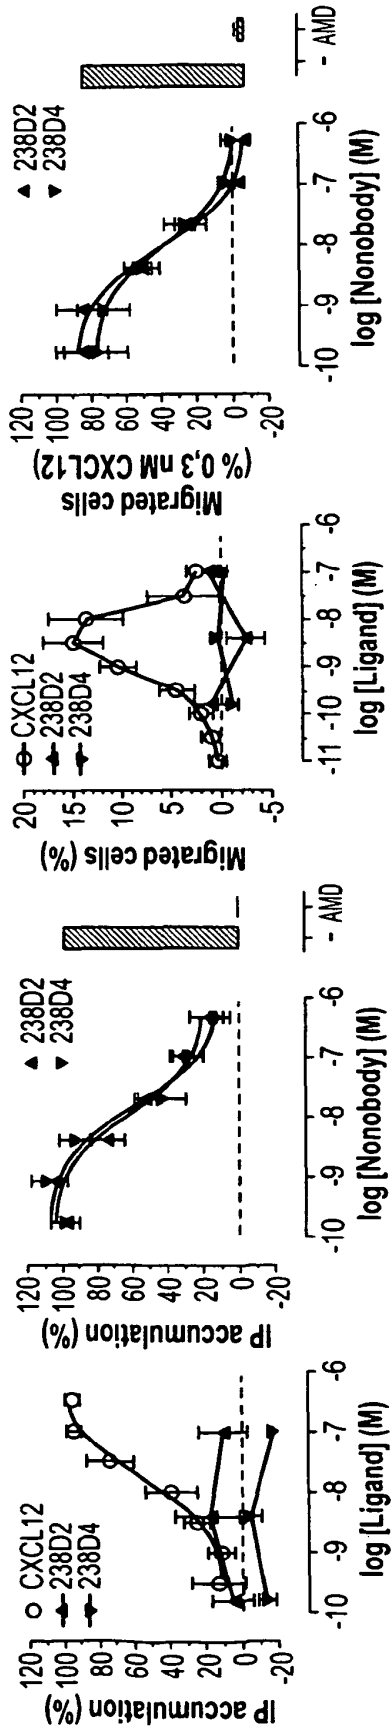 ○ CXCL12
▲ 238D2
▼ 238D4
IP accumulation (%)
120
100
80
60
40
20
0
-20
-10
-9
-8
-7
-6
log [Ligand] (M)
▲ 238D2
▼ 238D4
IP accumulation (%)
120
100
80
60
40
20
0
-20
-10
-9
-8
-7
-6
log [Nonobody] (M)
- AMD
○ CXCL12
▲ 238D2
▼ 238D4
Migrated cells (%)
20
15
10
5
0
-5
-11
-10
-9
-8
-7
-6
log [Ligand] (M)
▲ 238D2
▼ 238D4
Migrated cells
(% 0,3 nM CXCL12)
120
100
80
60
40
20
0
-20
-10
-9
-8
-7
-6
log [Nonobody] (M)
- AMD